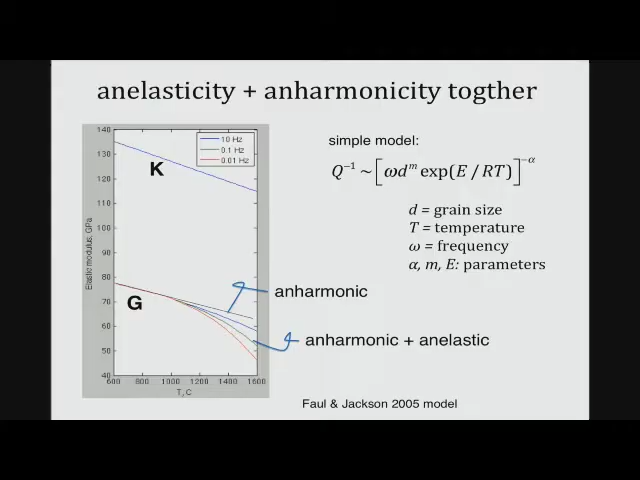 anelasticity + anharmonicity togther
simple model:
Q⁻¹ ~ [ωdᵐ exp(E / RT)]^−α
d = grain size
T = temperature
ω = frequency
α, m, E: parameters
140
130
120
110
100
90
80
70
60
50
40
Elastic modulus, GPa
10 Hz
0.1 Hz
0.01 Hz
K
G
600 800 1000 1200 1400 1600
T, C
anharmonic
anharmonic + anelastic
Faul & Jackson 2005 model